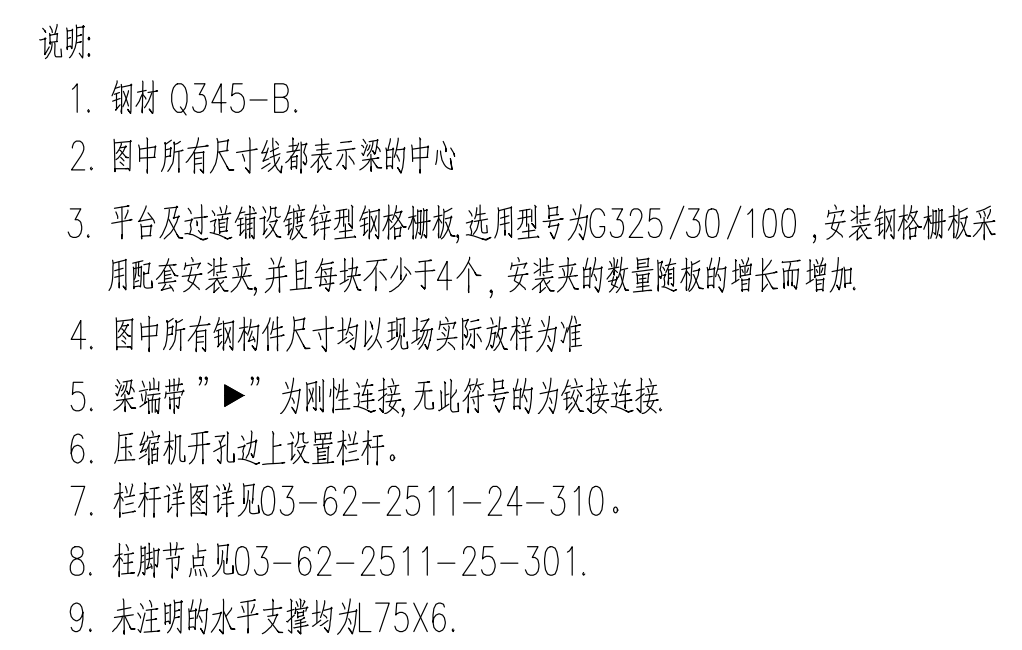 说明:
1. 钢材 Q345-B.
2. 图中所有尺寸线都表示梁的中心
3. 平台及过道铺设镀锌型钢格栅板,选用型号为G325/30/100 ,安装钢格栅板采
用配套安装夹,并且每块不少于4个 , 安装夹的数量随板的增长而增加.
4. 图中所有钢构件尺寸均以现场实际放样为准
5. 梁端带 "▶" 为刚性连接,无此符号的为铰接连接.
6. 压缩机开孔边上设置栏杆。
7. 栏杆详图详见03-62-2511-24-310。
8. 柱脚节点见03-62-2511-25-301.
9. 未注明的水平支撑均为L75X6.